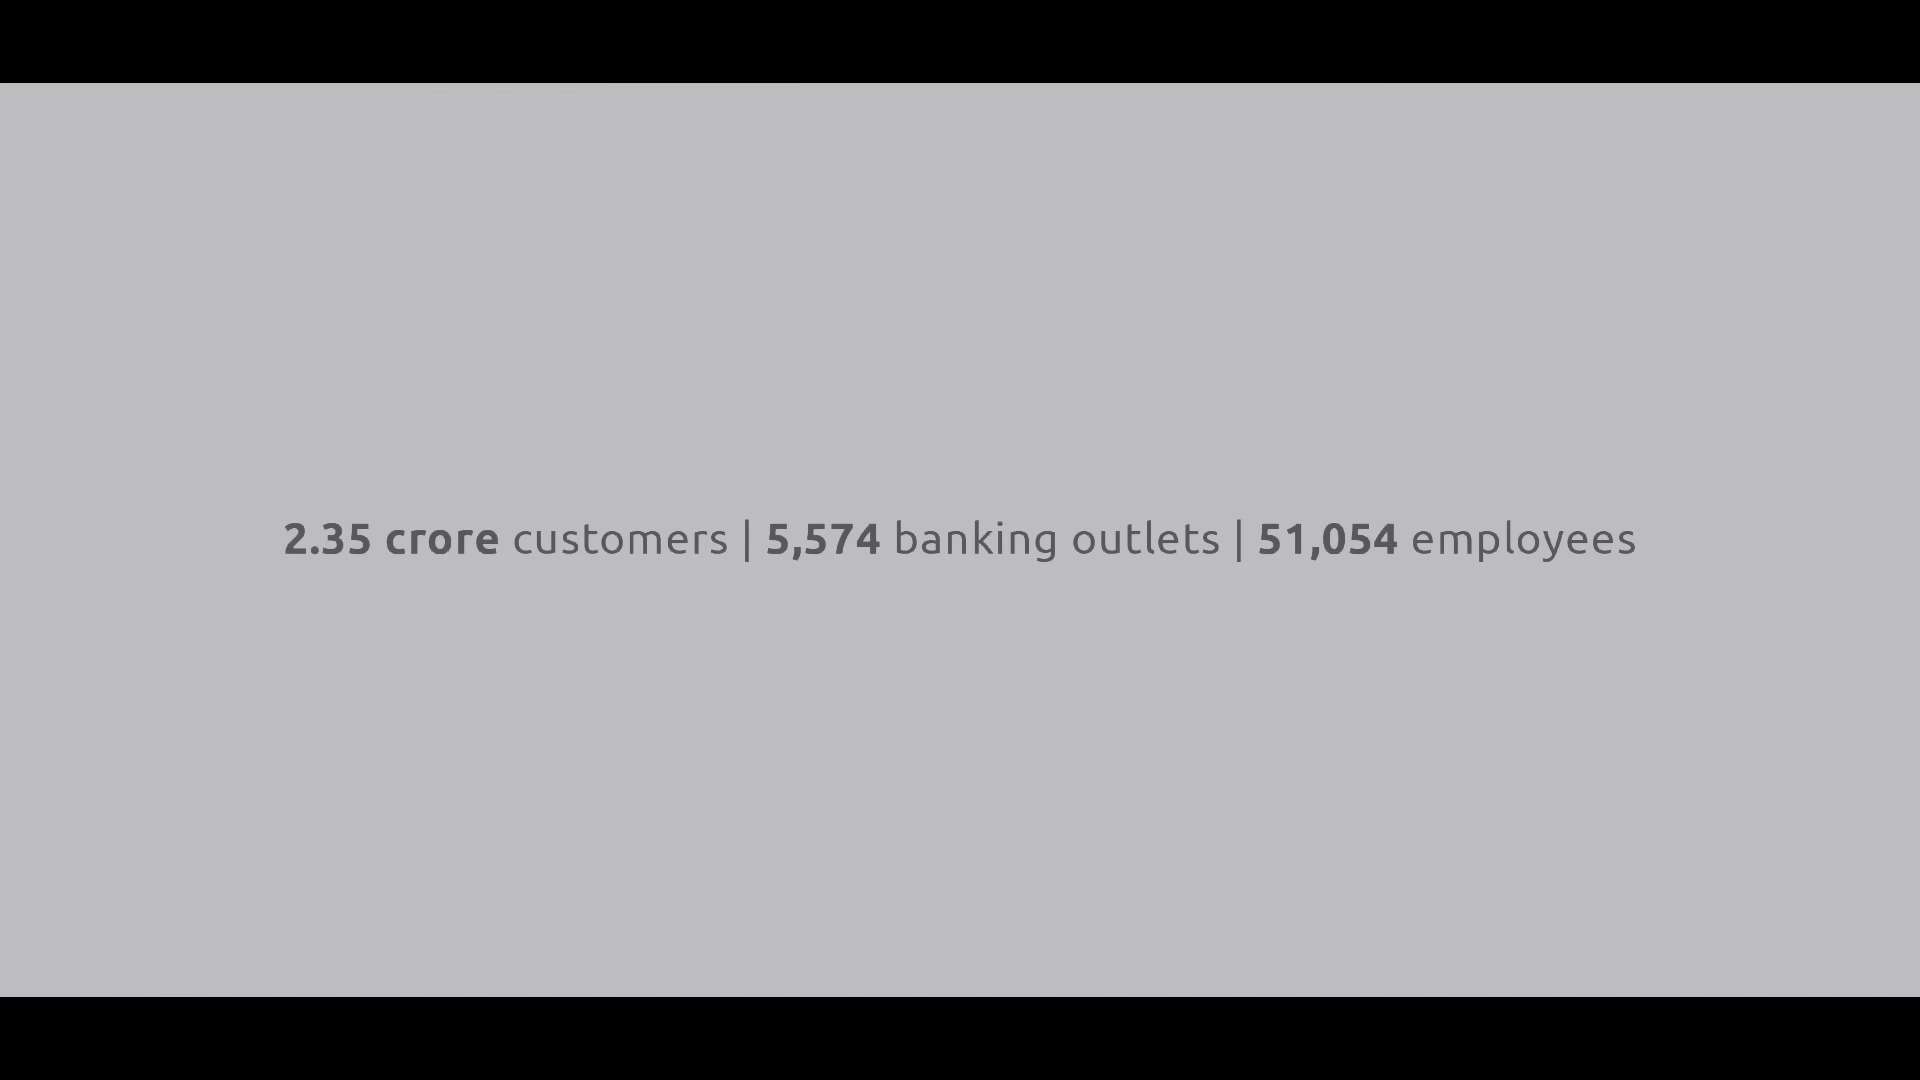 2.35 crore customers | 5,574 banking outlets | 51,054 employees